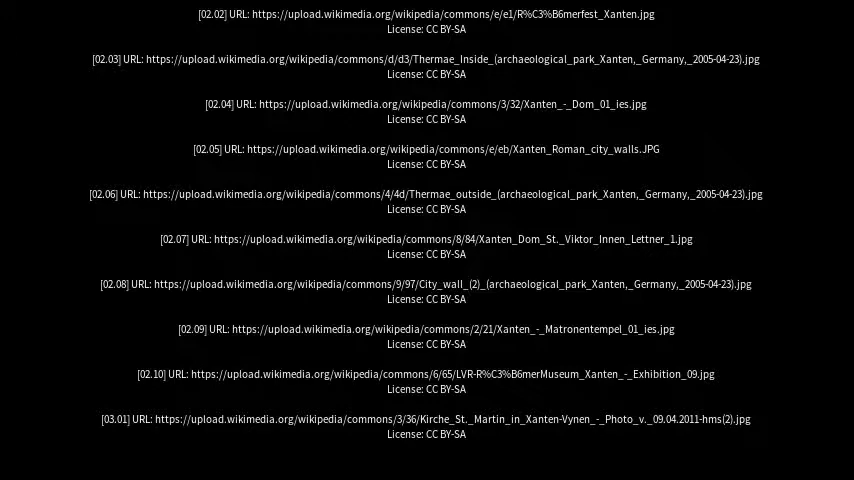 [02.02] URL: https://upload.wikimedia.org/wikipedia/commons/e/e1/R%C3%B6merfest_Xanten.jpg
License: CC BY-SA
[02.03] URL: https://upload.wikimedia.org/wikipedia/commons/d/d3/Thermae_Inside_(archaeological_park_Xanten,_Germany,_2005-04-23).jpg
License: CC BY-SA
[02.04] URL: https://upload.wikimedia.org/wikipedia/commons/3/32/Xanten_-_Dom_01_ies.jpg
License: CC BY-SA
[02.05] URL: https://upload.wikimedia.org/wikipedia/commons/e/eb/Xanten_Roman_city_walls.JPG
License: CC BY-SA
[02.06] URL: https://upload.wikimedia.org/wikipedia/commons/4/4d/Thermae_outside_(archaeological_park_Xanten,_Germany,_2005-04-23).jpg
License: CC BY-SA
[02.07] URL: https://upload.wikimedia.org/wikipedia/commons/8/84/Xanten_Dom_St._Viktor_Innen_Lettner_1.jpg
License: CC BY-SA
[02.08] URL: https://upload.wikimedia.org/wikipedia/commons/9/97/City_wall_(2)_(archaeological_park_Xanten,_Germany,_2005-04-23).jpg
License: CC BY-SA
[02.09] URL: https://upload.wikimedia.org/wikipedia/commons/2/21/Xanten_-_Matronentempel_01_ies.jpg
License: CC BY-SA
[02.10] URL: https://upload.wikimedia.org/wikipedia/commons/6/65/LVR-R%C3%B6merMuseum_Xanten_-_Exhibition_09.jpg
License: CC BY-SA
[03.01] URL: https://upload.wikimedia.org/wikipedia/commons/3/36/Kirche_St._Martin_in_Xanten-Vynen_-_Photo_v._09.04.2011-hms(2).jpg
License: CC BY-SA